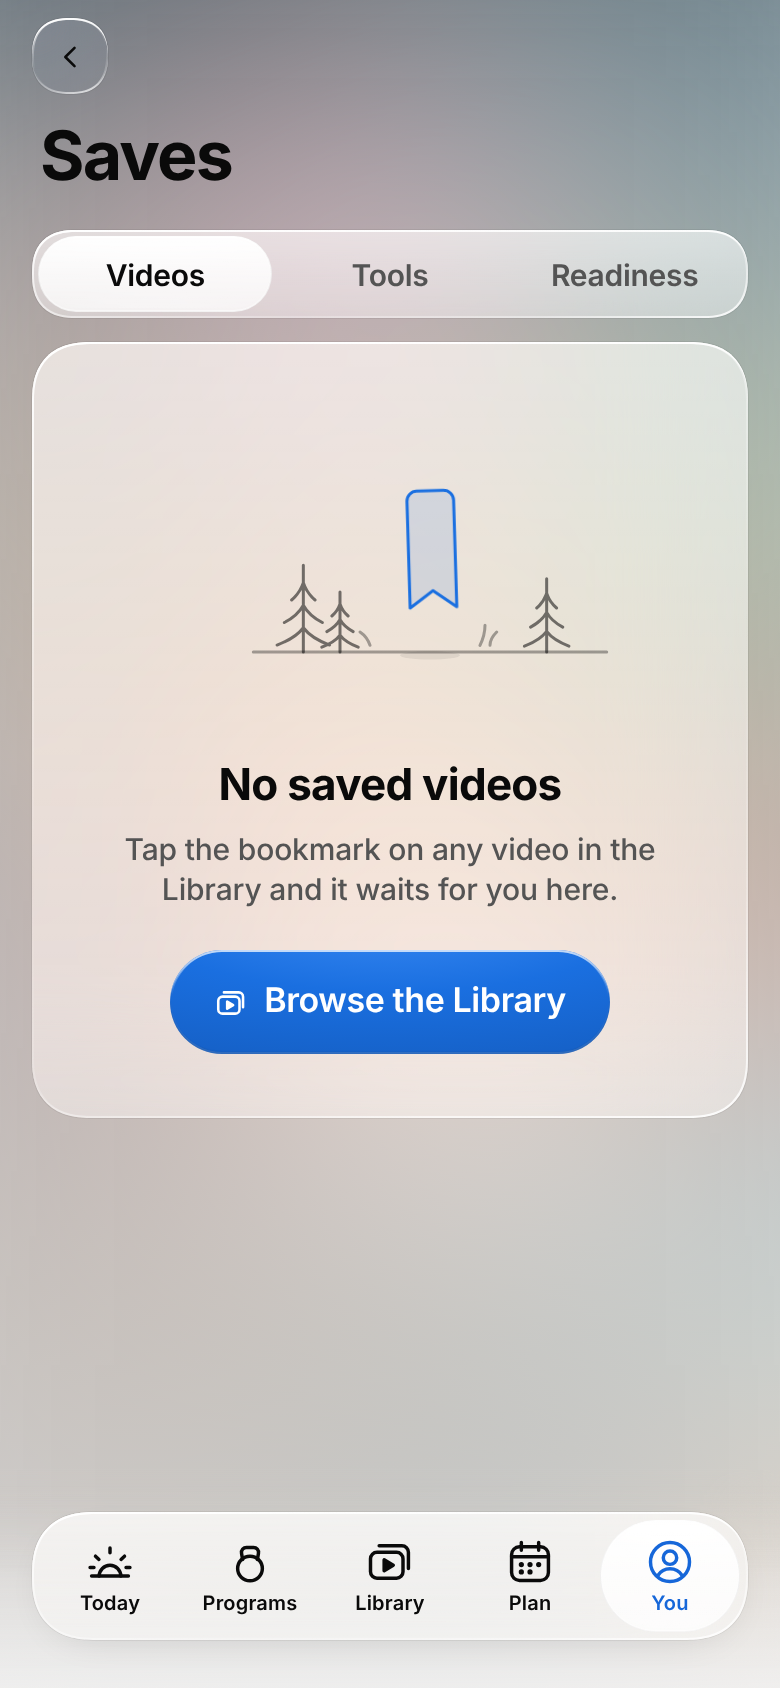 Saves
Videos
Tools
Readiness
No saved videos
Tap the bookmark on any video in the
Library and it waits for you here.
Browse the Library
Today
Programs
Library
Plan
You